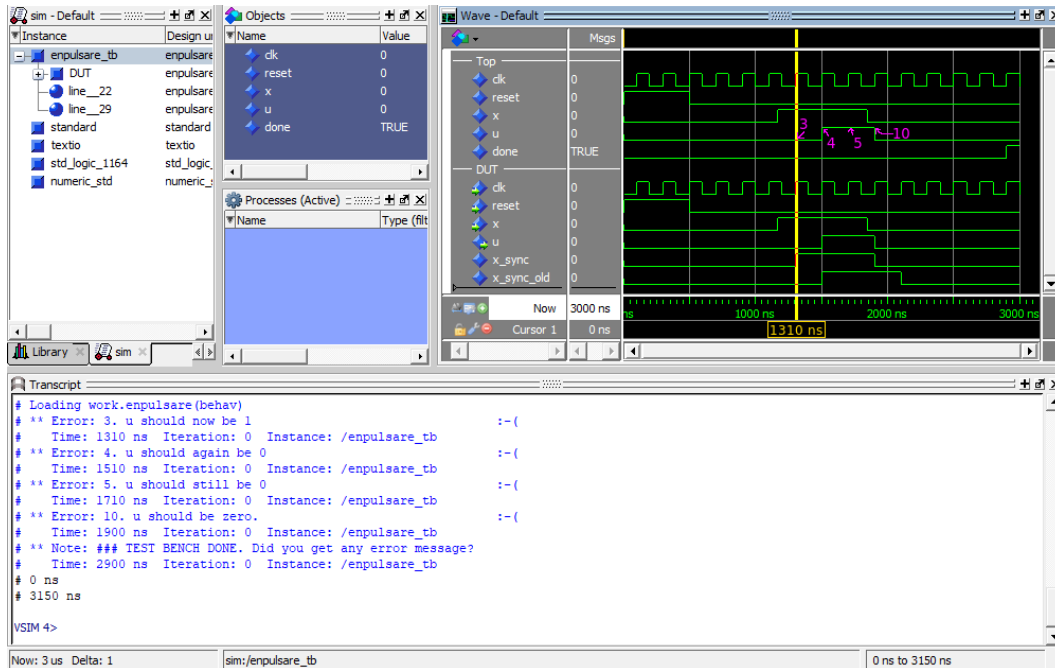 sim - Default
Instance
Design u
enpulsare_tb
enpulsare
DUT
enpulsare
line__22
enpulsare
line__29
enpulsare
standard
standard
textio
textio
std_logic_1164
std_logic_
numeric_std
numeric_s
Library
sim
Objects
Name
Value
clk
0
reset
0
x
0
u
0
done
TRUE
Processes (Active)
Name
Type (filt
Wave - Default
Msgs
Top
clk
0
reset
0
x
0
u
0
done
TRUE
DUT
clk
0
reset
0
x
0
u
0
x_sync
0
x_sync_old
0
3
2
4
5
10
Now
3000 ns
ns
1000 ns
2000 ns
3000 ns
Cursor 1
0 ns
1310 ns
Transcript
# Loading work.enpulsare(behav)
# ** Error: 3. u should now be 1 :-(
# Time: 1310 ns Iteration: 0 Instance: /enpulsare_tb
# ** Error: 4. u should again be 0 :-(
# Time: 1510 ns Iteration: 0 Instance: /enpulsare_tb
# ** Error: 5. u should still be 0 :-(
# Time: 1710 ns Iteration: 0 Instance: /enpulsare_tb
# ** Error: 10. u should be zero. :-(
# Time: 1900 ns Iteration: 0 Instance: /enpulsare_tb
# ** Note: ### TEST BENCH DONE. Did you get any error message?
# Time: 2900 ns Iteration: 0 Instance: /enpulsare_tb
# 0 ns
# 3150 ns
VSIM 4>
Now: 3 us Delta: 1
sim:/enpulsare_tb
0 ns to 3150 ns